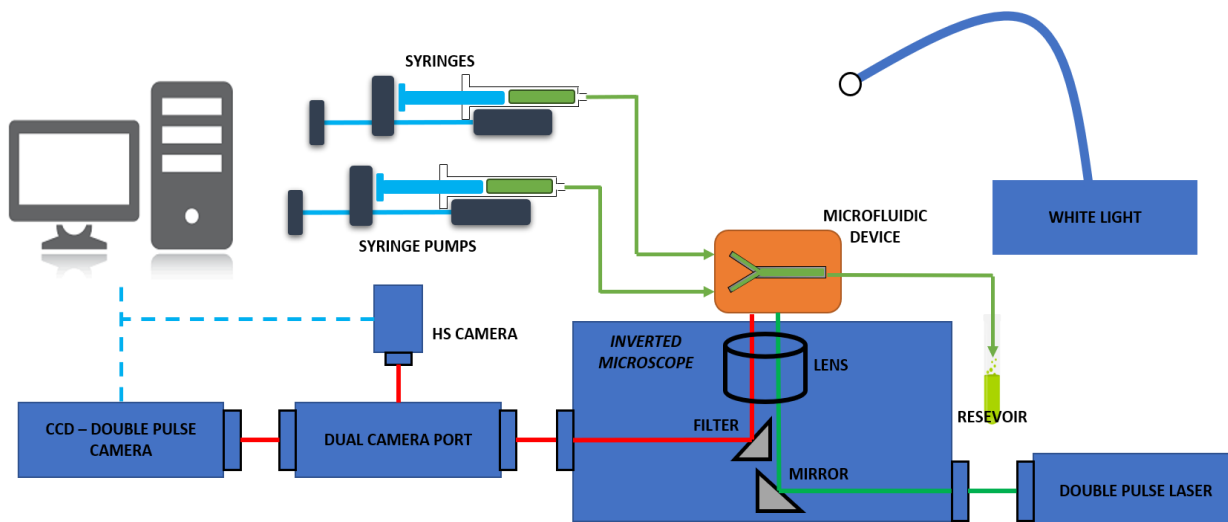 SYRINGES
SYRINGE PUMPS
MICROFLUIDIC
DEVICE
WHITE LIGHT
HS CAMERA
INVERTED
MICROSCOPE
LENS
RESEVOIR
CCD – DOUBLE PULSE
CAMERA
DUAL CAMERA PORT
FILTER
MIRROR
DOUBLE PULSE LASER